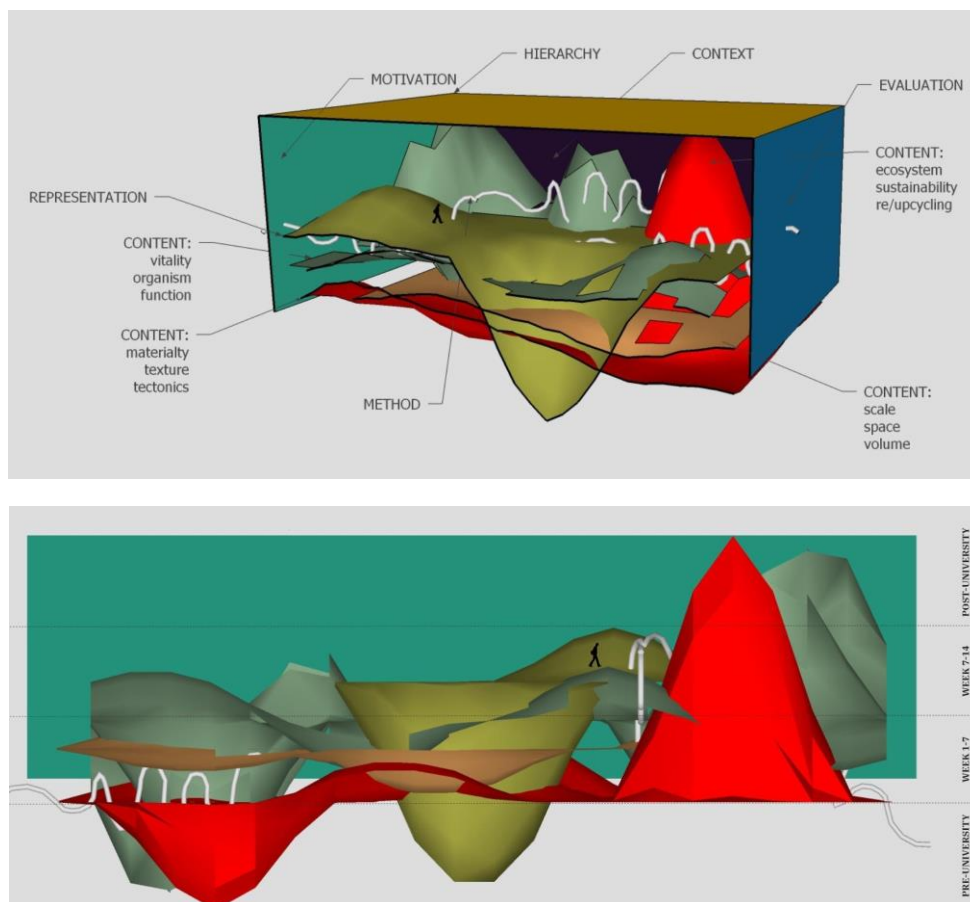 HIERARCHY
CONTEXT
MOTIVATION
EVALUATION
CONTENT:
ecosystem
sustainability
re/upcycling
REPRESENTATION
CONTENT:
vitality
organism
function
CONTENT:
materialty
texture
tectonics
METHOD
CONTENT:
scale
space
volume
POST-UNIVERSITY
WEEK 7-14
WEEK 1-7
PRE-UNIVERSITY